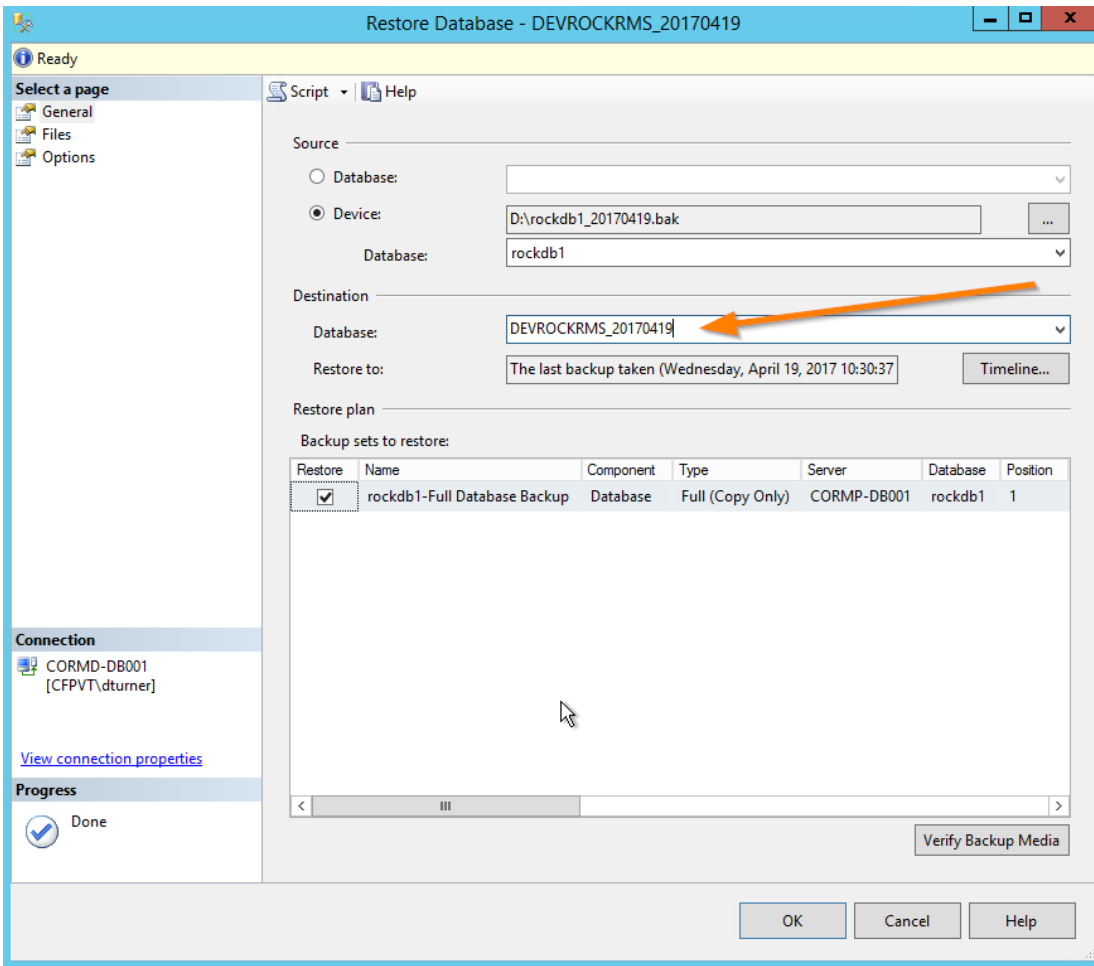 Restore Database - DEVROCKRMS_20170419
Ready
Select a page
General
Files
Options
Script
Help
Source
Database:
Device:
D:\rockdb1_20170419.bak
...
Database:
rockdb1
Destination
Database:
DEVROCKRMS_20170419
Restore to:
The last backup taken (Wednesday, April 19, 2017 10:30:37
Timeline...
Restore plan
Backup sets to restore:
Restore Name Component Type Server Database Position
rockdb1-Full Database Backup Database Full (Copy Only) CORMP-DB001 rockdb1 1
Connection
CORMD-DB001
[CFPVT\dturner]
View connection properties
Progress
Done
Verify Backup Media
OK Cancel Help